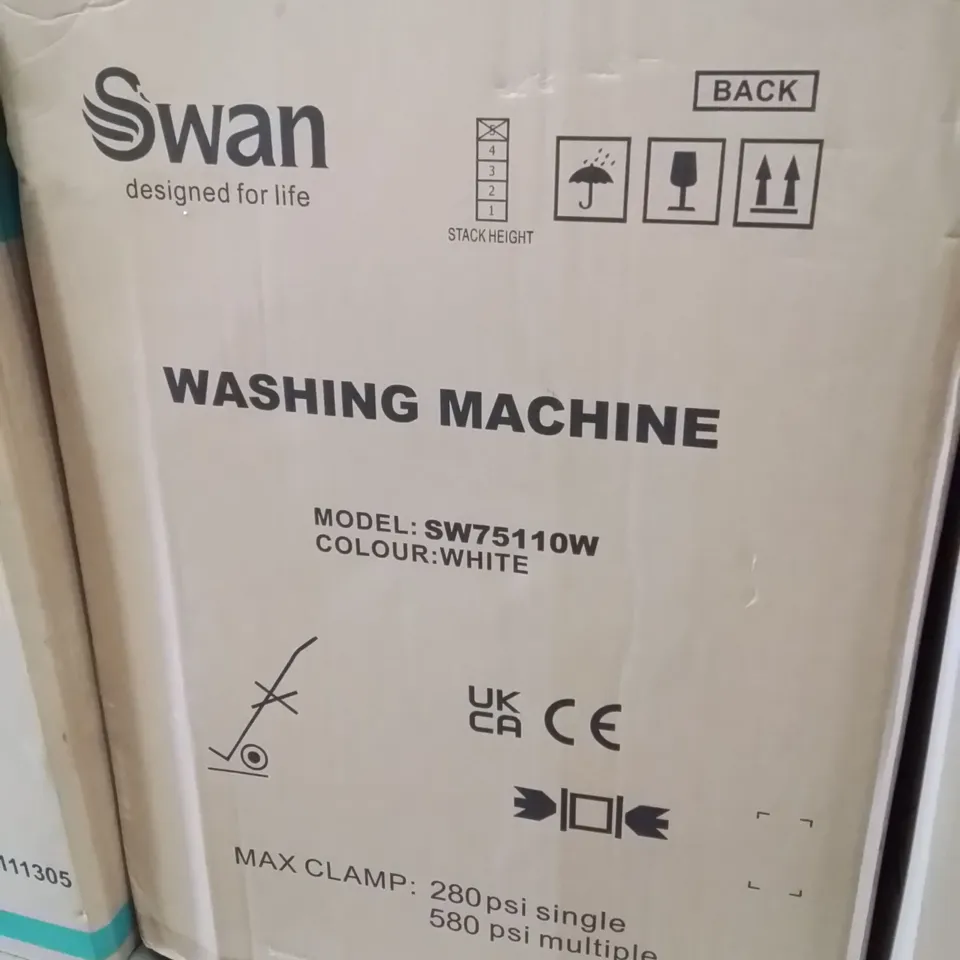 Swan
designed for life
BACK
5
4
3
2
1
STACK HEIGHT
WASHING MACHINE
MODEL: SW75110W
COLOUR:WHITE
UK
CA CE
MAX CLAMP: 280 psi single
580 psi multiple
111305